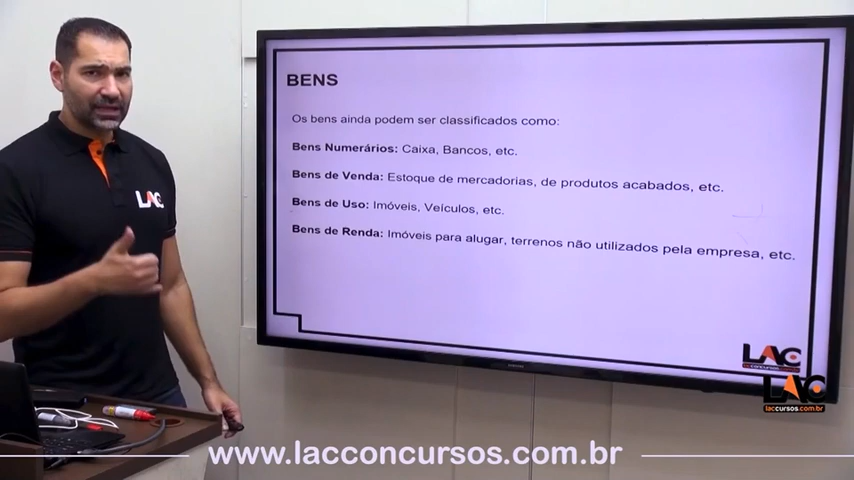 BENS
Os bens ainda podem ser classificados como:
Bens Numerários: Caixa, Bancos, etc.
Bens de Venda: Estoque de mercadorias, de produtos acabados, etc.
Bens de Uso: Imóveis, Veículos, etc.
Bens de Renda: Imóveis para alugar, terrenos não utilizados pela empresa, etc.
LAC
LAC
CONCURSOS
LAC
laccursos.com.br
www.lacconcursos.com.br